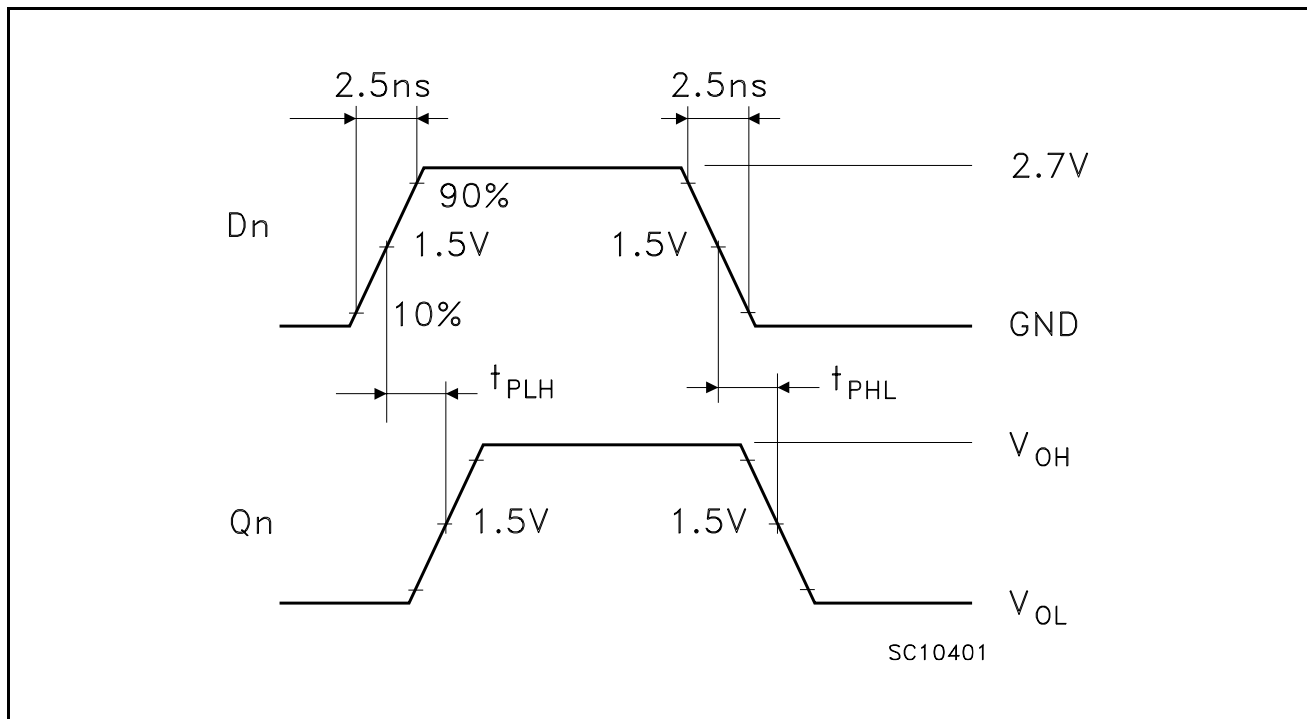 2.5ns 2.5ns
2.7V
90%
Dn 1.5V 1.5V
10% GND
tPLH tPHL
VOH
Qn 1.5V 1.5V
VOL
SC10401